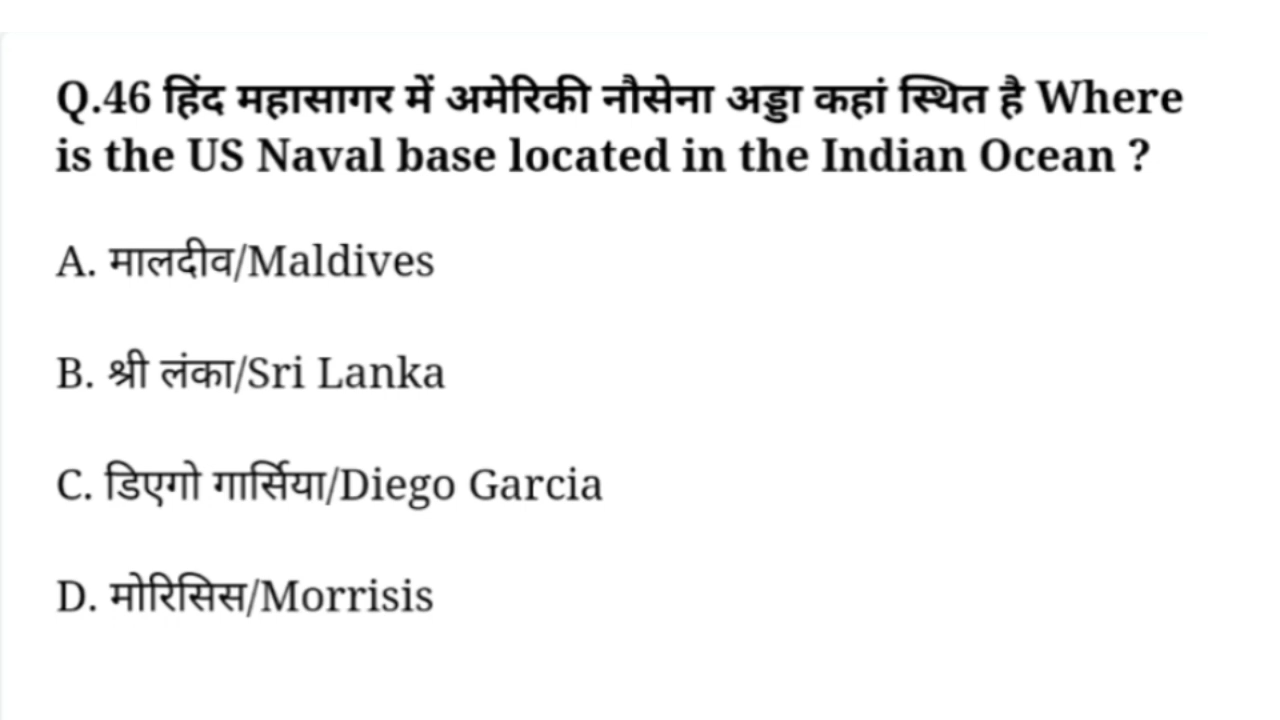 Q.46 हिंद महासागर में अमेरिकी नौसेना अड्डा कहां स्थित है Where
is the US Naval base located in the Indian Ocean ?
A. मालदीव/Maldives
B. श्री लंका/Sri Lanka
C. डिएगो गार्सिया/Diego Garcia
D. मोरिसिस/Morrisis